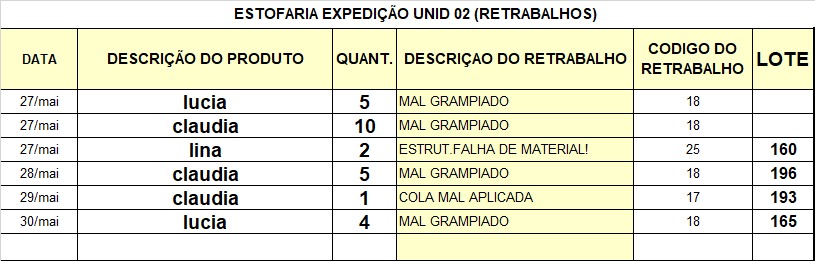 ESTOFARIA EXPEDIÇÃO UNID 02 (RETRABALHOS)
DATA DESCRIÇÃO DO PRODUTO QUANT. DESCRIÇAO DO RETRABALHO CODIGO DO RETRABALHO LOTE
27/mai lucia 5 MAL GRAMPIADO 18
27/mai claudia 10 MAL GRAMPIADO 18
27/mai lina 2 ESTRUT.FALHA DE MATERIAL! 25 160
28/mai claudia 5 MAL GRAMPIADO 18 196
29/mai claudia 1 COLA MAL APLICADA 17 193
30/mai lucia 4 MAL GRAMPIADO 18 165